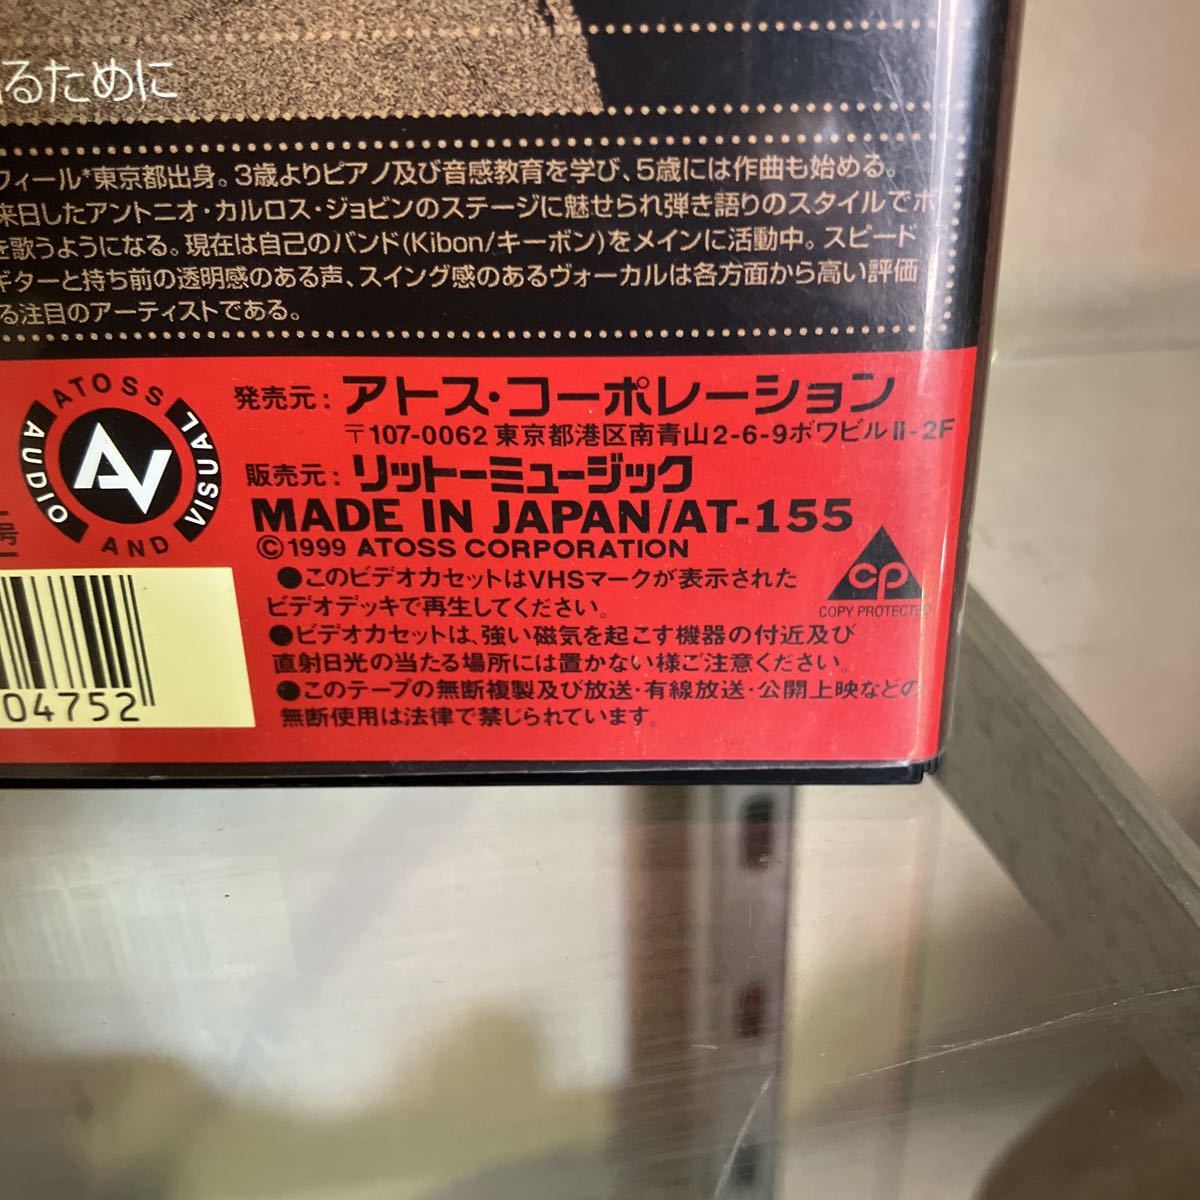 るために
フィール*東京都出身。3歳よりピアノ及び音感教育を学び、5歳には作曲も始める。
来日したアントニオ・カルロス・ジョビンのステージに魅せられ弾き語りのスタイルでボ
を歌うようになる。現在は自己のバンド(Kibon/キーボン)をメインに活動中。スピード
ギターと持ち前の透明感のある声、スイング感のあるヴォーカルは各方面から高い評価
る注目のアーティストである。
ATOSS
AUDIO
AND
VISUAL
AV
発売元:アトス・コーポレーション
〒107-0062 東京都港区南青山2-6-9ボワビルII-2F
販売元:リットーミュージック
MADE IN JAPAN/AT-155
©1999 ATOSS CORPORATION
●このビデオカセットはVHSマークが表示された
ビデオデッキで再生してください。
●ビデオカセットは、強い磁気を起こす機器の付近及び
直射日光の当たる場所には置かない様ご注意ください。
●このテープの無断複製及び放送・有線放送・公開上映などの
無断使用は法律で禁じられています。
CP
COPY PROTECTED
号
04752